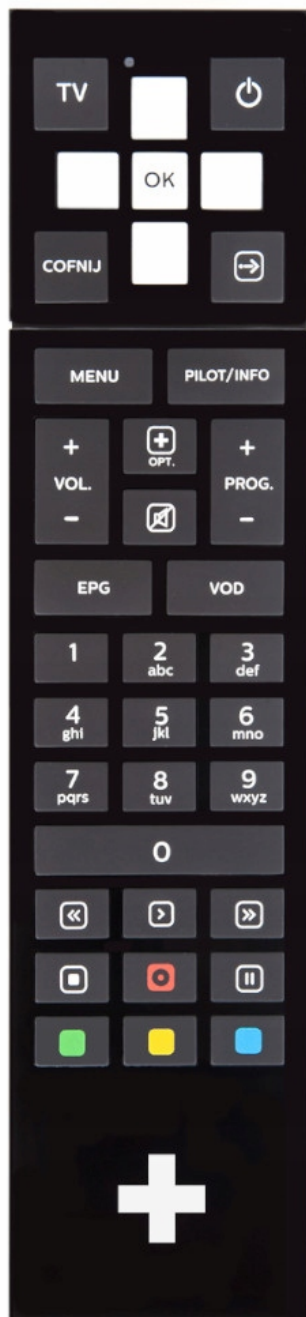 TV
OK
COFNIJ
MENU
PILOT/INFO
+
VOL.
-
OPT.
+
PROG.
-
EPG
VOD
1
2
abc
3
def
4
ghi
5
jkl
6
mno
7
pqrs
8
tuv
9
wxyz
0